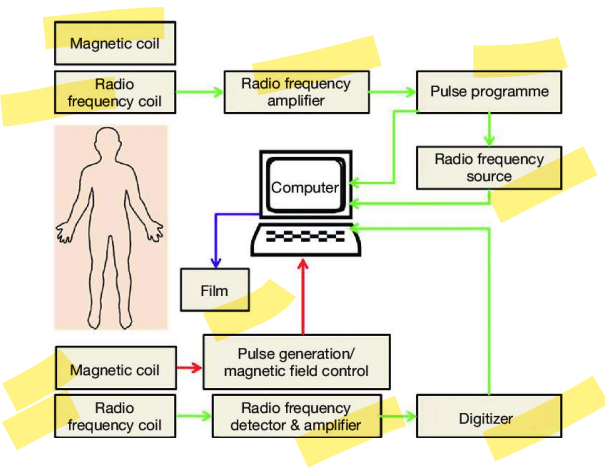 Magnetic coil
Radio
frequency coil
Radio frequency
amplifier
Pulse programme
Radio frequency
source
Computer
Film
Magnetic coil
Pulse generation/
magnetic field control
Radio
frequency coil
Radio frequency
detector & amplifier
Digitizer